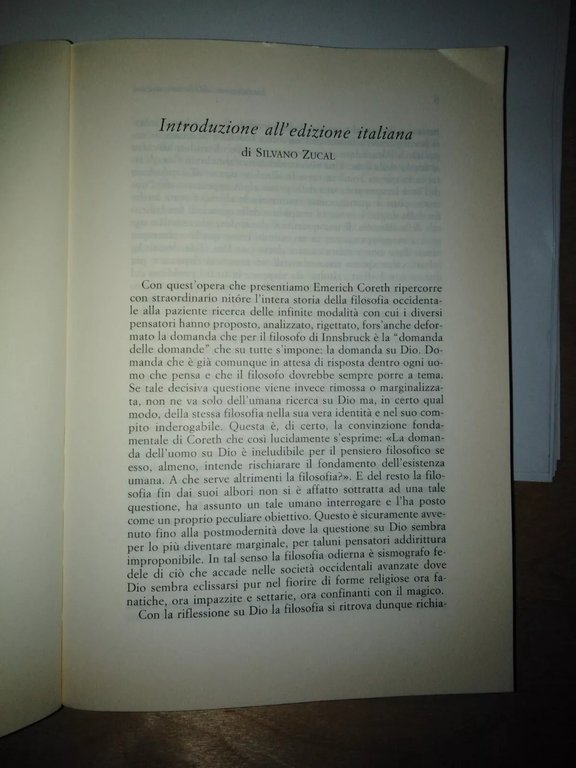 Introduzione all'edizione italiana
di SILVANO ZUCAL
Con quest'opera che presentiamo Emerich Coreth ripercorre
con straordinario nitóre l'intera storia della filosofia occidenta-
le alla paziente ricerca delle infinite modalità con cui i diversi
pensatori hanno proposto, analizzato, rigettato, fors'anche defor-
mato la domanda che per il filosofo di Innsbruck è la "domanda
delle domande" che su tutte s'impone: la domanda su Dio. Do-
manda che è già comunque in attesa di risposta dentro ogni uo-
mo che pensa e che il filosofo dovrebbe sempre porre a tema.
Se tale decisiva questione viene invece rimossa o marginalizza-
ta, non ne va solo dell'umana ricerca su Dio ma, in certo qual
modo, della stessa filosofia nella sua vera identità e nel suo com-
pito inderogabile. Questa è, di certo, la convinzione fonda-
mentale di Coreth che così lucidamente s'esprime: «La doman-
da dell'uomo su Dio è ineludibile per il pensiero filosofico se
esso, almeno, intende rischiarare il fondamento dell'esistenza
umana. A che serve altrimenti la filosofia?». E del resto la filo-
sofia fin dai suoi albori non si è affatto sottratta ad una tale
questione, ha assunto un tale umano interrogare e l'ha posto
come un proprio peculiare obiettivo. Questo è sicuramente avve-
nuto fino alla postmodernità dove la questione su Dio sembra
per lo più diventare marginale, per taluni pensatori addirittura
improponibile. In tal senso la filosofia odierna è sismografo fe-
dele di ciò che accade nelle società occidentali avanzate dove
Dio sembra eclissarsi pur nel fiorire di forme religiose ora fa-
natiche, ora impazzite e settarie, ora confinanti con il magico.
Con la riflessione su Dio la filosofia si ritrova dunque richia-